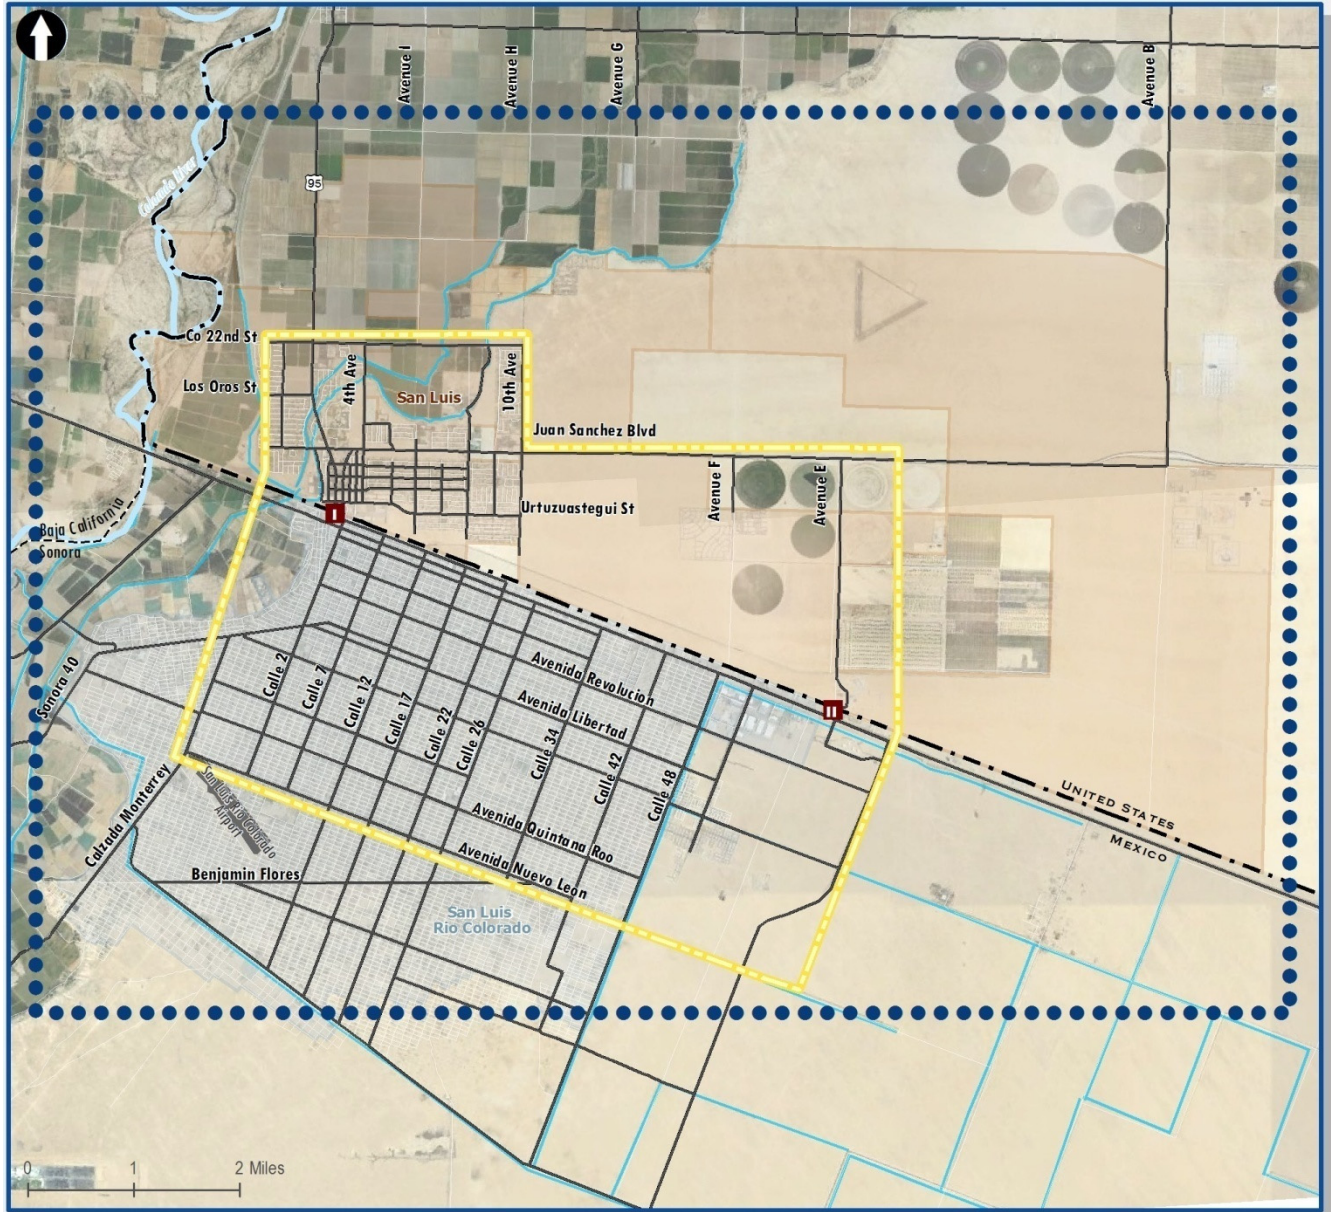 Avenue I
Avenue H
Avenue G
Avenue B
95
Colorado River
Co 22nd St
Los Oros St
4th Ave
San Luis
10th Ave
Juan Sanchez Blvd
Avenue F
Avenue E
Urtuzuastegui St
I
Baja California
Sonora
Sonora 40
Calle 2
Calle 7
Calle 12
Calle 17
Calle 22
Calle 26
Calle 34
Calle 42
Calle 48
Avenida Revolucion
Avenida Libertad
II
UNITED STATES
MEXICO
Calzada Monterrey
San Luis Rio Colorado
Airport
Avenida Quintana Roo
Avenida Nuevo Leon
Benjamin Flores
San Luis
Rio Colorado
0 1 2 Miles